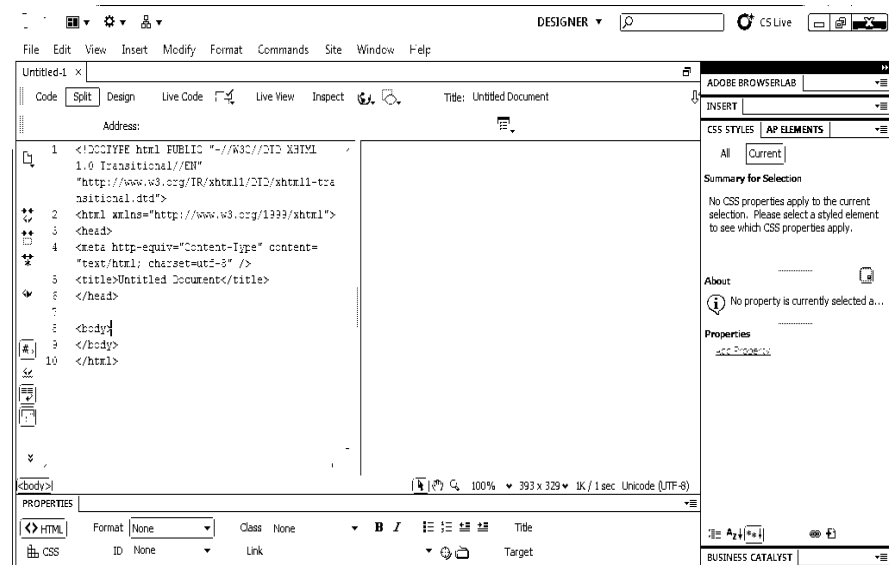 DESIGNER
CS Live
File Edit View Insert Modify Format Commands Site Window Help
Untitled-1 ×
Code Split Design Live Code Live View Inspect Title: Untitled Document
Address:
1 <!DOCTYPE html PUBLIC "-//W3C//DTD XHTML
1.0 Transitional//EN"
"http://www.w3.org/TR/xhtml1/DTD/xhtml1-tra
nsitional.dtd">
2 <html xmlns="http://www.w3.org/1999/xhtml">
3 <head>
4 <meta http-equiv="Content-Type" content=
"text/html; charset=utf-8" />
5 <title>Untitled Document</title>
6 </head>
7
8 <body>
9 </body>
10 </html>
<body>
100% 393 x 329 1K / 1 sec Unicode (UTF-8)
PROPERTIES
<> HTML Format None Class None B I Title
CSS ID None Link Target
ADOBE BROWSERLAB
INSERT
CSS STYLES AP ELEMENTS
All Current
Summary for Selection
No CSS properties apply to the current
selection. Please select a styled element
to see which CSS properties apply.
About
No property is currently selected a...
Properties
Add Property
BUSINESS CATALYST